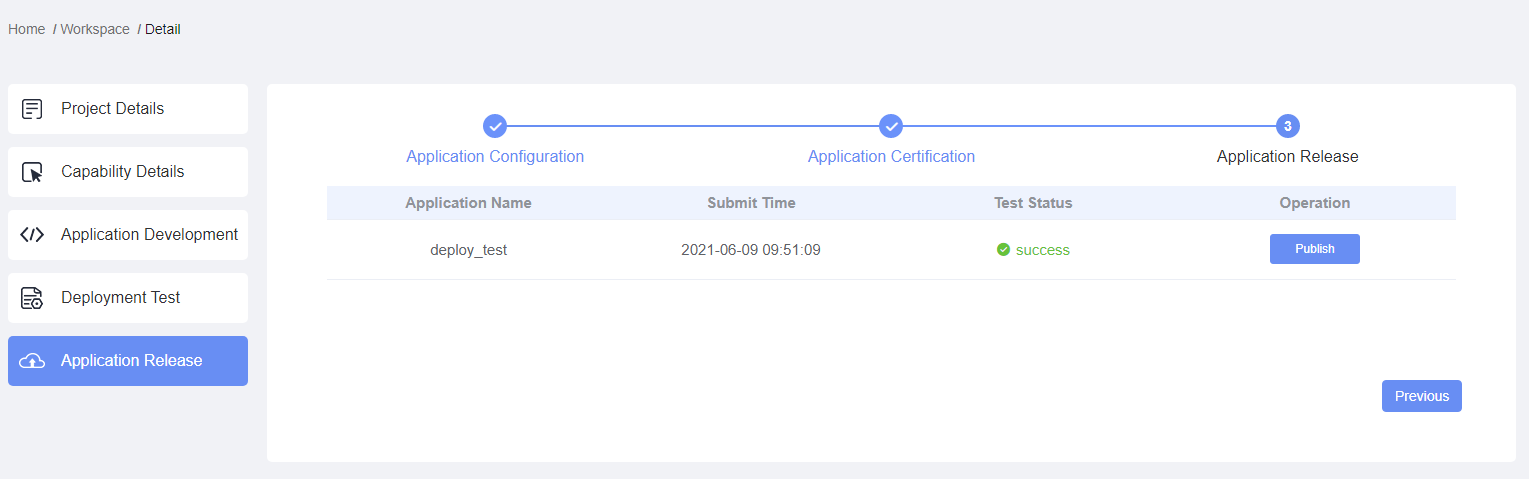 Home / Workspace / Detail
Project Details
Capability Details
Application Development
Deployment Test
Application Release
3
Application Configuration Application Certification Application Release
Application Name Submit Time Test Status Operation
deploy_test 2021-06-09 09:51:09 success Publish
Previous